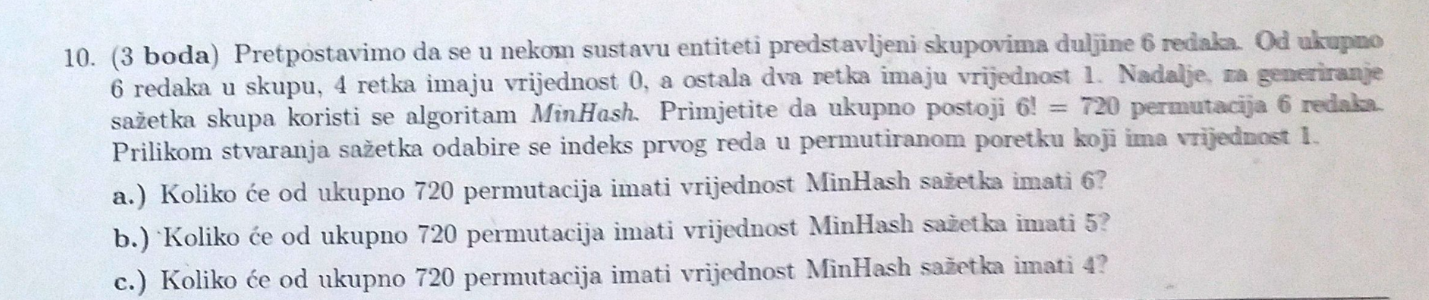 10. (3 boda) Pretpostavimo da se u nekom sustavu entiteti predstavljeni skupovima duljine 6 redaka. Od ukupno
6 redaka u skupu, 4 retka imaju vrijednost 0, a ostala dva retka imaju vrijednost 1. Nadalje, za generiranje
sažetka skupa koristi se algoritam MinHash. Primjetite da ukupno postoji 6! = 720 permutacija 6 redaka.
Prilikom stvaranja sažetka odabire se indeks prvog reda u permutiranom poretku koji ima vrijednost 1.
a.) Koliko će od ukupno 720 permutacija imati vrijednost MinHash sažetka imati 6?
b.) Koliko će od ukupno 720 permutacija imati vrijednost MinHash sažetka imati 5?
c.) Koliko će od ukupno 720 permutacija imati vrijednost MinHash sažetka imati 4?